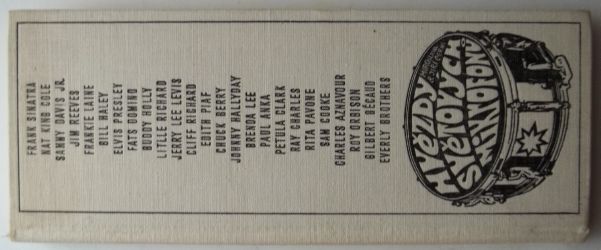 FRANK SINATRA
NAT KING COLE
SAMMY DAVIS JR.
JIM REEVES
FRANKIE LAINE
BILL HALEY
ELVIS PRESLEY
FATS DOMINO
BUDDY HOLLY
LITLLE RICHARD
JERRY LEE LEVIS
CLIFF RICHARD
EDITH PIAF
CHUCK BERRY
JOHNNY HALLYDAY
BRENDA LEE
PAUL ANKA
PETULA CLARK
RAY CHARLES
RITA PAVONE
SAM COOKE
CHARLES AZNAVOUR
ROY ORBISON
GILBERT BÉCAUD
EVERLY BROTHERS
HVĚZDY
SVĚTOVÝCH
MIKROFONŮ